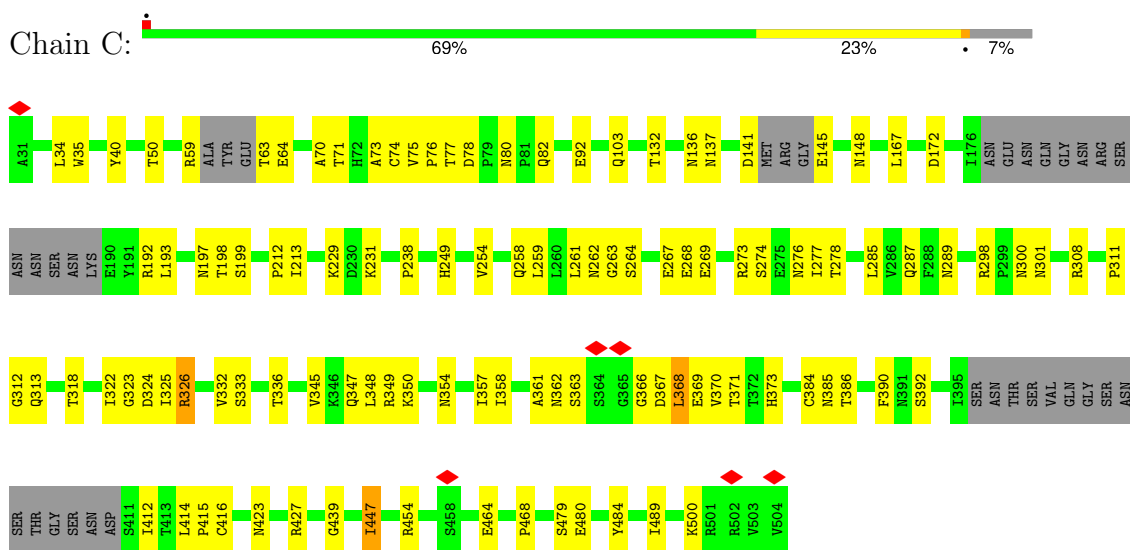 Chain C:
69% 23% • 7%
A31 L34 W35 Y40 T50 R59 ALA TYR GLU T63 E64 A70 T71 H72 A73 C74 V75 P76 T77 D78 P79 N80 P81 Q82 E92 Q103 T132 N136 N137 D141 MET ARG GLY E145 N148 L167 D172 I176 ASN GLU ASN GLN GLY ASN ARG SER
ASN ASN SER ASN LYS E190 Y191 R192 L193 N197 T198 S199 P212 I213 K229 D230 K231 P238 H249 V254 Q258 L259 L260 L261 N262 G263 S264 E267 E268 E269 R273 S274 E275 N276 I277 T278 L285 V286 Q287 F288 N289 R298 P299 N300 N301 R308 P311
G312 Q313 T318 I322 G323 D324 I325 R326 V332 S333 T336 V345 K346 Q347 L348 R349 K350 N354 I357 I358 A361 N362 S363 S364 G365 G366 D367 L368 E369 V370 T371 T372 H373 C384 N385 T386 F390 N391 S392 I395 SER ASN THR SER VAL GLN GLY SER ASN
SER THR GLY SER ASN ASP S411 I412 T413 L414 P415 C416 N423 R427 G439 I447 R454 S458 E464 P468 S479 E480 Y484 I489 K500 R501 R502 V503 V504